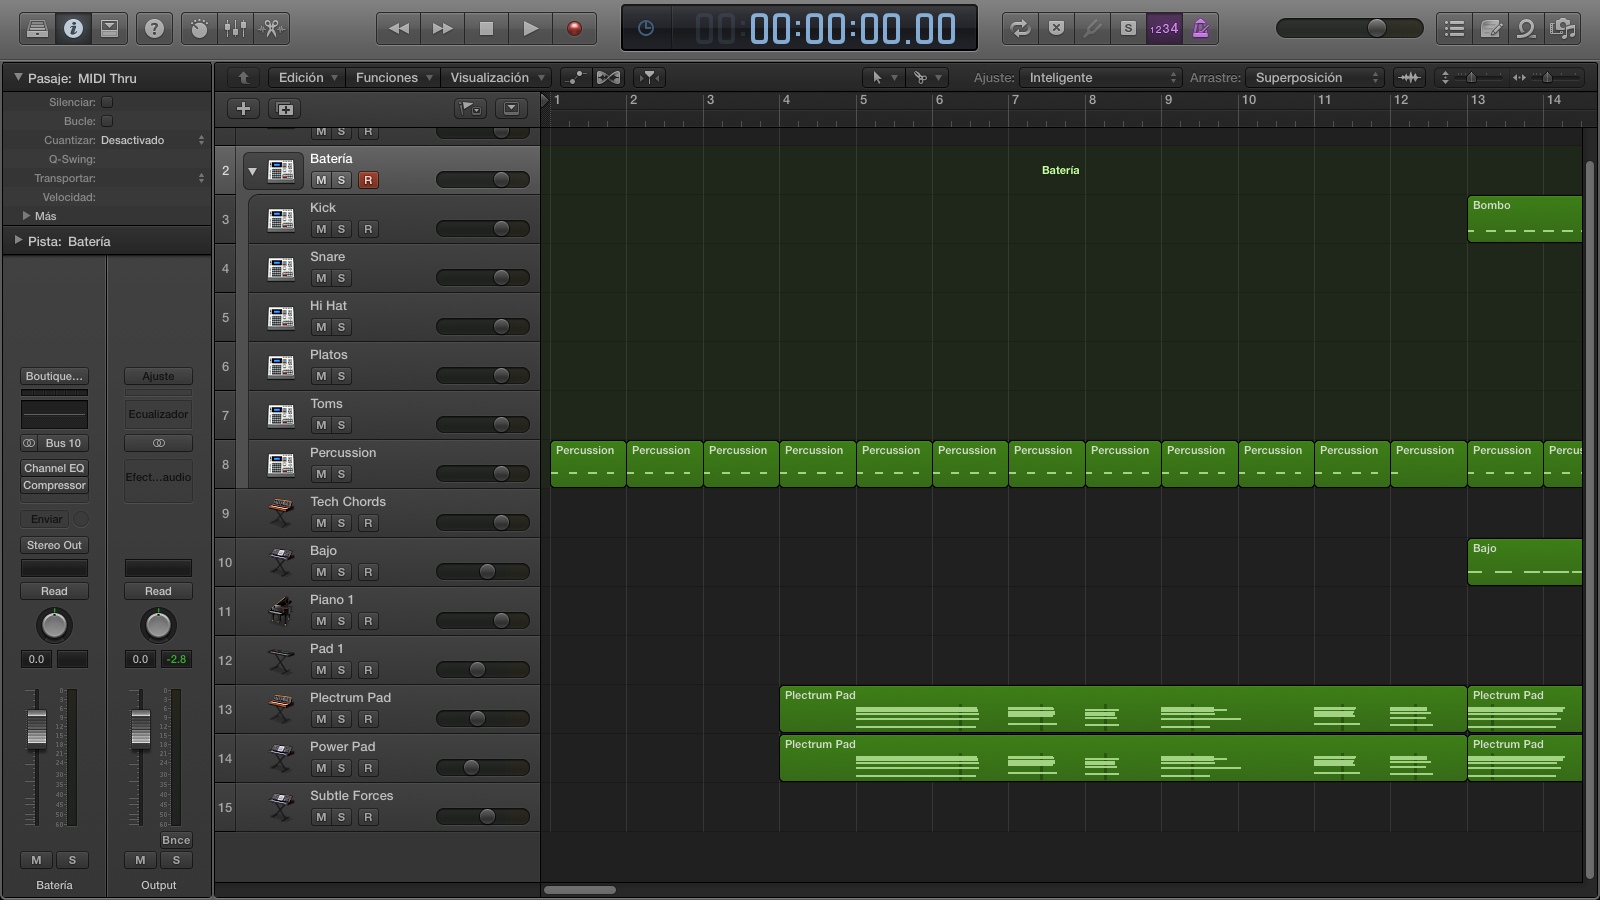 00:00:00.00
1234
S
Pasaje: MIDI Thru
Edición
Funciones
Visualización
Ajuste: Inteligente
Arrastre: Superposición
Silenciar:
Bucle:
Cuantizar: Desactivado
Q-Swing:
Transportar:
Velocidad:
Más
Pista: Batería
1 2 3 4 5 6 7 8 9 10 11 12 13 14
M S R
2 Batería
M S R
Batería
3 Kick
M S R
Bombo
4 Snare
M S
5 Hi Hat
M S
6 Platos
M S
7 Toms
M S
8 Percussion
M S
Percussion Percussion Percussion Percussion Percussion Percussion Percussion Percussion Percussion Percussion Percussion Percussion Percussion Percus
9 Tech Chords
M S R
10 Bajo
M S R
Bajo
11 Piano 1
M S R
12 Pad 1
M S R
13 Plectrum Pad
M S R
Plectrum Pad Plectrum Pad
14 Power Pad
M S R
Plectrum Pad Plectrum Pad
15 Subtle Forces
M S R
Boutique... Ajuste
Ecualizador
Bus 10
Channel EQ
Compressor
Efect...audio
Enviar
Stereo Out
Read Read
0.0 0.0 -2.8
Bnce
M S M S
Batería Output